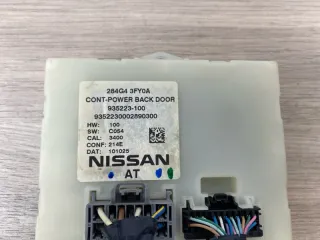 284G4 3FY0A
CONT-POWER BACK DOOR
935223-100
9352230002890300
HW: 100
SW: C054
CAL: 3400
CONF: 214E
DAT: 101025
NISSAN
AT